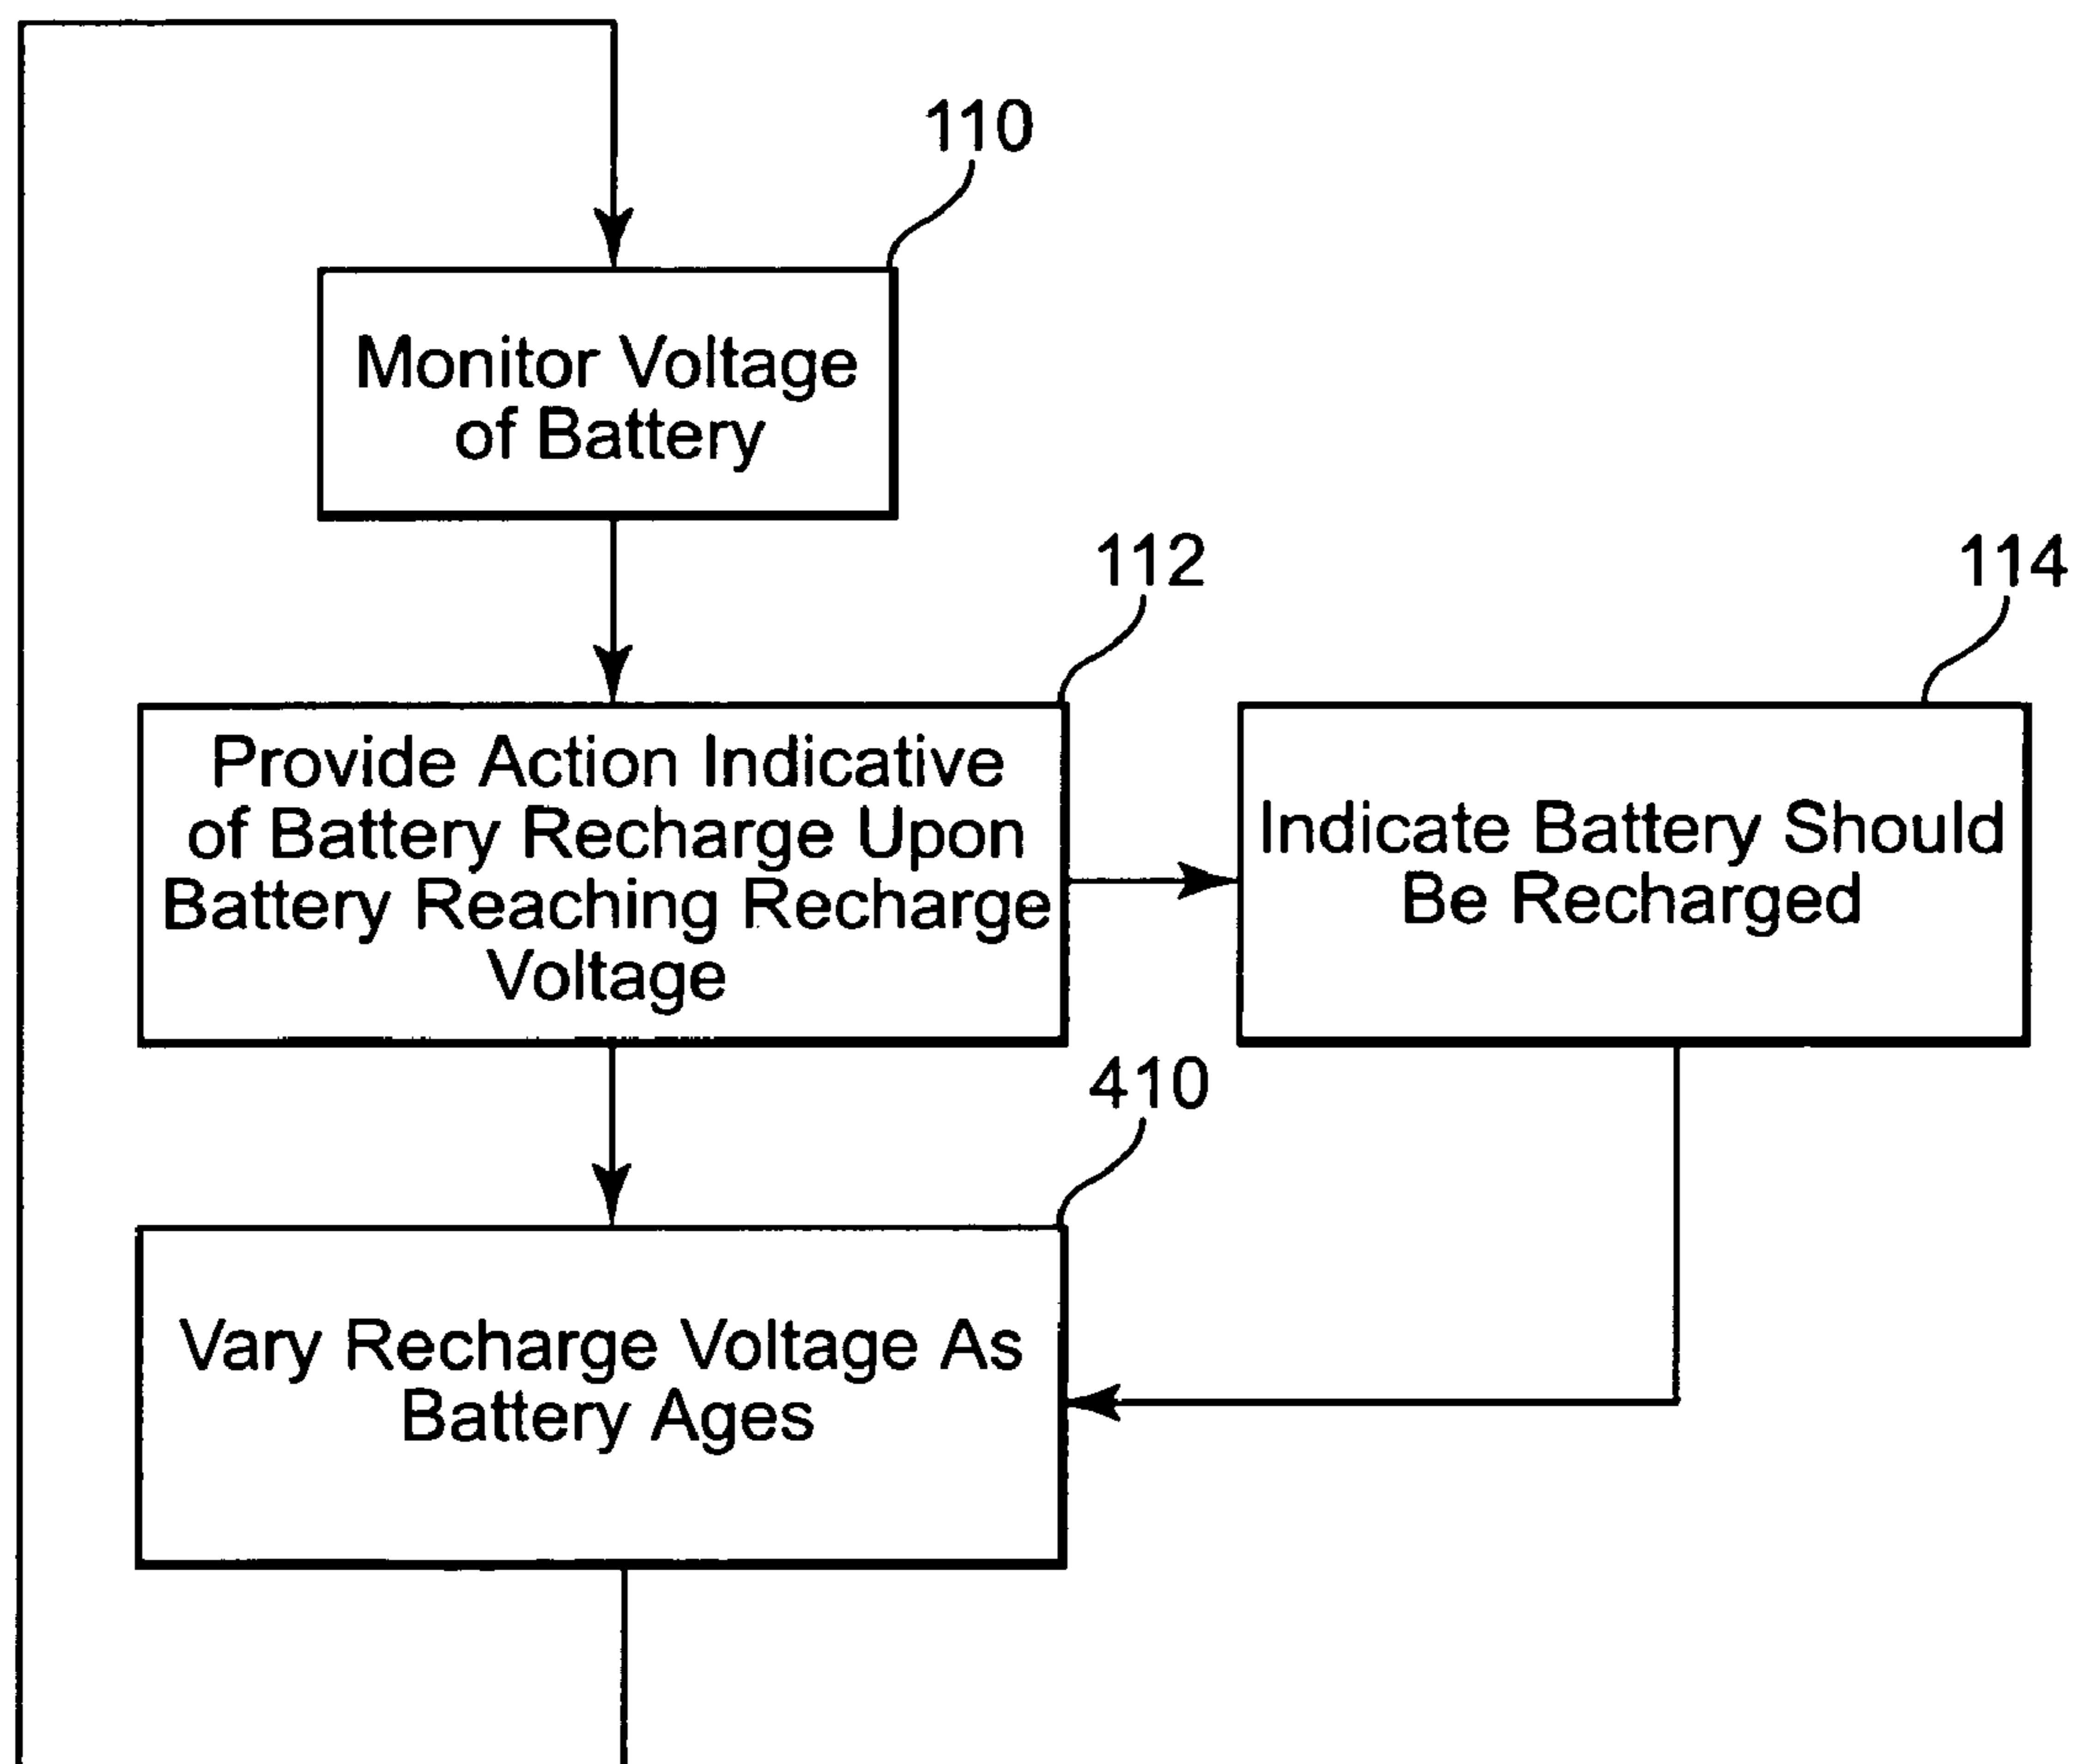 110
Monitor Voltage
of Battery
112
Provide Action Indicative
of Battery Recharge Upon
Battery Reaching Recharge
Voltage
114
Indicate Battery Should
Be Recharged
410
Vary Recharge Voltage As
Battery Ages